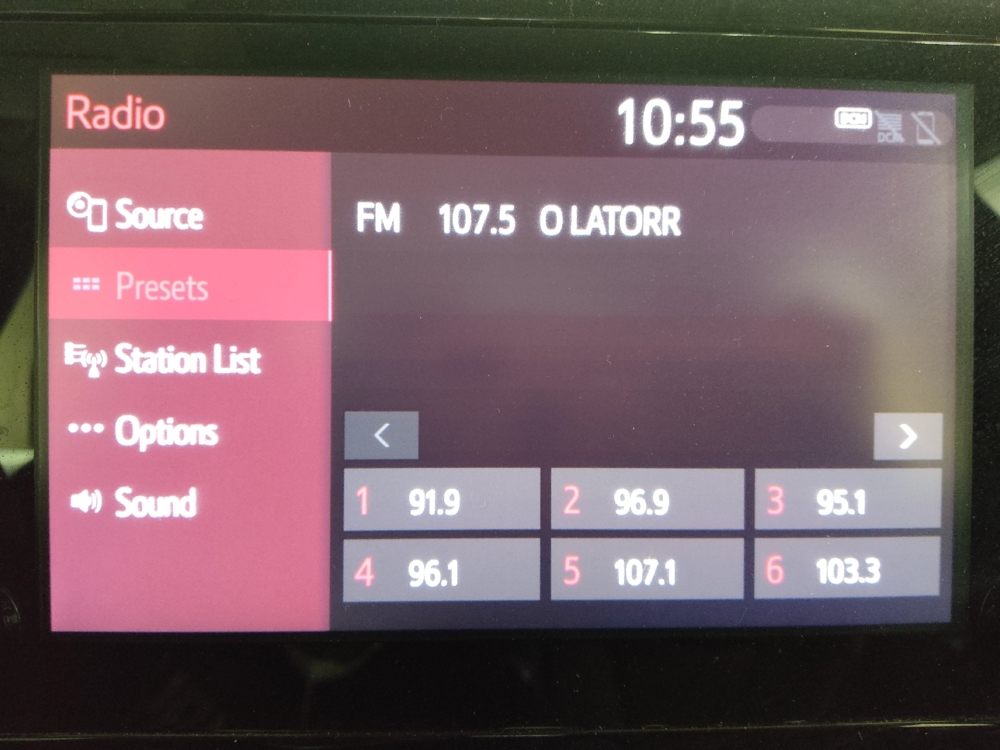 Radio 10:55 DCM
Source
FM 107.5 O LATORR
Presets
Station List
Options
Sound
1 91.9 2 96.9 3 95.1
4 96.1 5 107.1 6 103.3